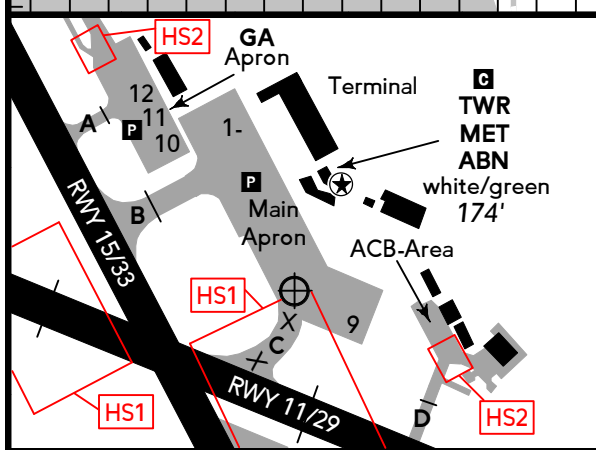 HS2
GA
Apron
Terminal
C
TWR
MET
ABN
white/green
174'
12
11
10
P
A
1-
P
Main
Apron
B
RWY 15/33
ACB-Area
HS1
9
C
RWY 11/29
HS1
D
HS2